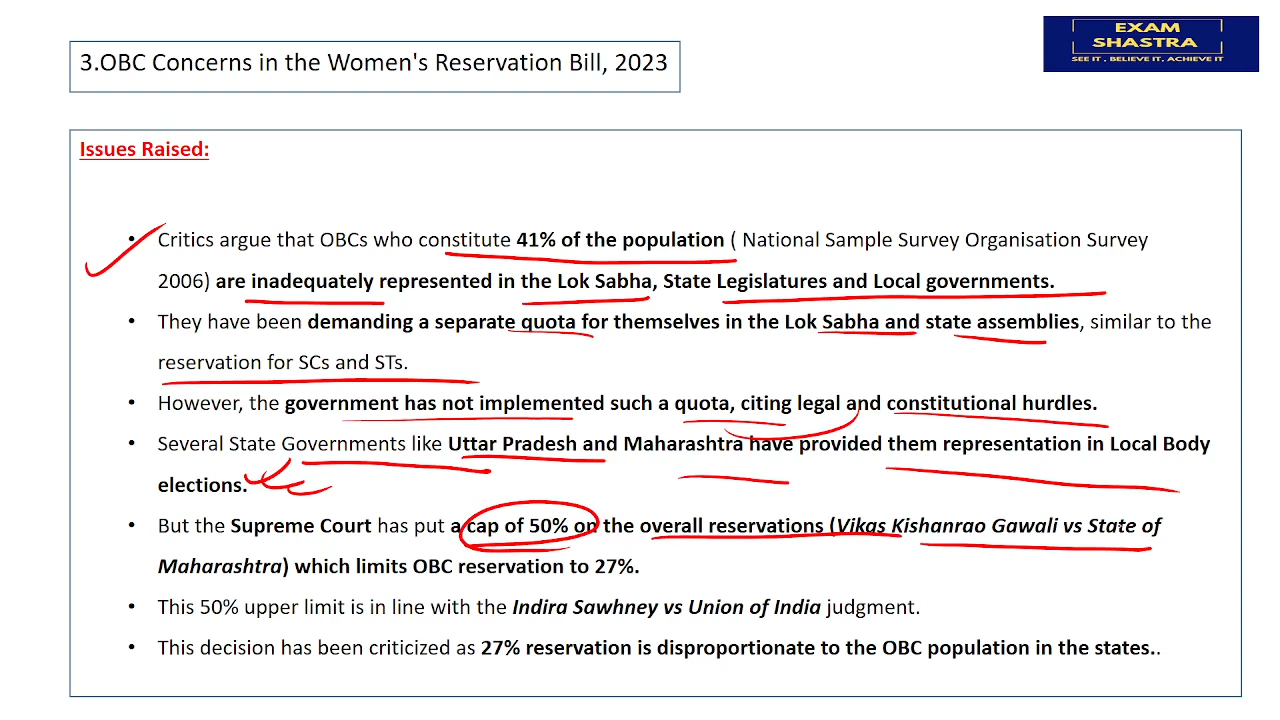 EXAM
SHASTRA
SEE IT , BELIEVE IT, ACHIEVE IT
3.OBC Concerns in the Women's Reservation Bill, 2023
Issues Raised:
• Critics argue that OBCs who constitute 41% of the population ( National Sample Survey Organisation Survey
2006) are inadequately represented in the Lok Sabha, State Legislatures and Local governments.
• They have been demanding a separate quota for themselves in the Lok Sabha and state assemblies, similar to the
reservation for SCs and STs.
• However, the government has not implemented such a quota, citing legal and constitutional hurdles.
• Several State Governments like Uttar Pradesh and Maharashtra have provided them representation in Local Body
elections.
• But the Supreme Court has put a cap of 50% on the overall reservations (Vikas Kishanrao Gawali vs State of
Maharashtra) which limits OBC reservation to 27%.
• This 50% upper limit is in line with the Indira Sawhney vs Union of India judgment.
• This decision has been criticized as 27% reservation is disproportionate to the OBC population in the states..